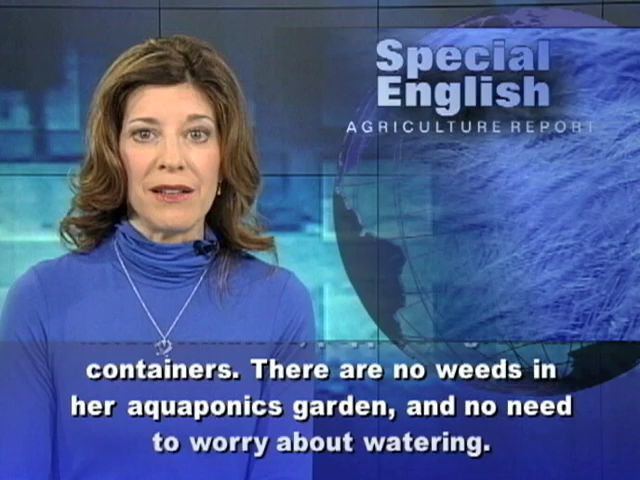 Special
English
AGRICULTURE REPORT
containers. There are no weeds in
her aquaponics garden, and no need
to worry about watering.